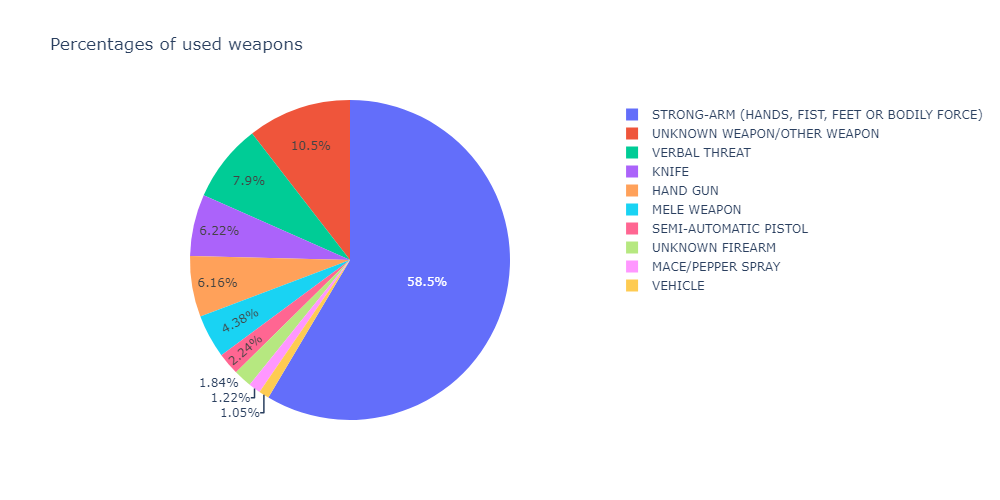 Percentages of used weapons
58.5%
10.5%
7.9%
6.22%
6.16%
4.38%
2.24%
1.84%
1.22%
1.05%
STRONG-ARM (HANDS, FIST, FEET OR BODILY FORCE)
UNKNOWN WEAPON/OTHER WEAPON
VERBAL THREAT
KNIFE
HAND GUN
MELE WEAPON
SEMI-AUTOMATIC PISTOL
UNKNOWN FIREARM
MACE/PEPPER SPRAY
VEHICLE